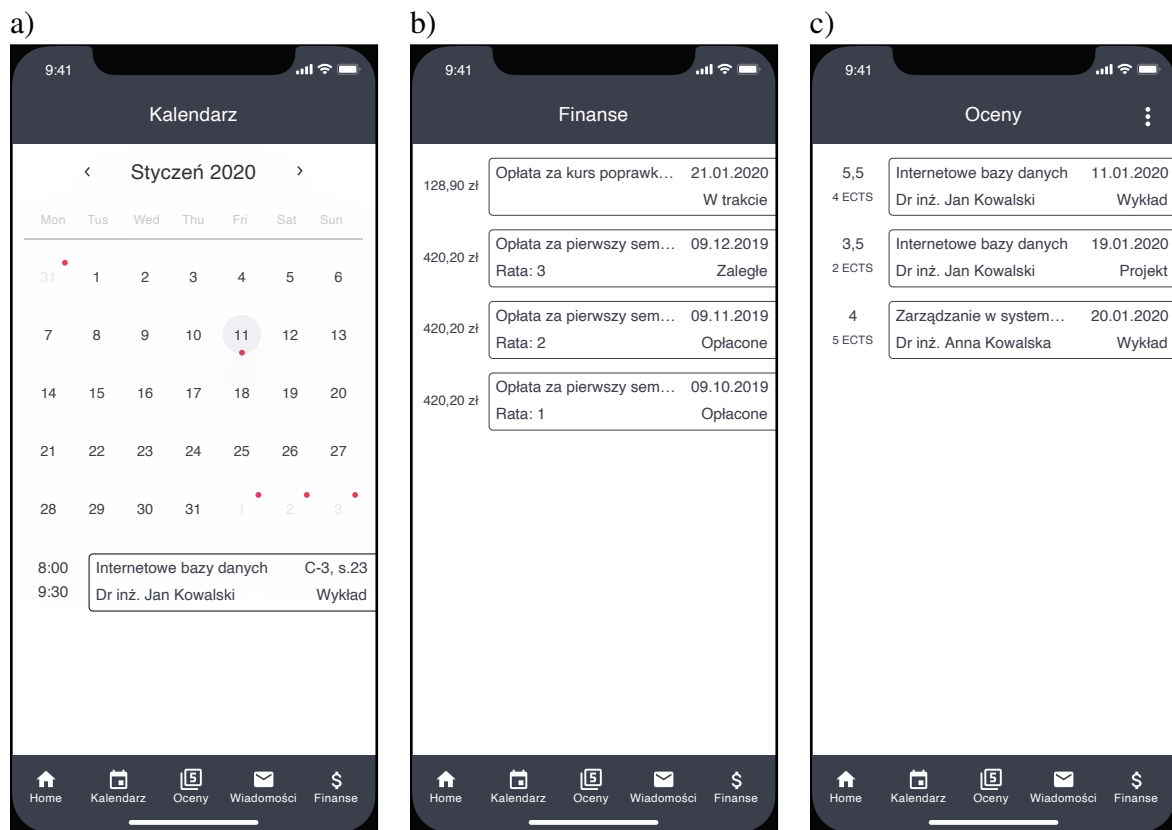 a)
9:41
Kalendarz
‹ Styczeń 2020 ›
Mon Tus Wed Thu Fri Sat Sun
31 1 2 3 4 5 6
7 8 9 10 11 12 13
14 15 16 17 18 19 20
21 22 23 24 25 26 27
28 29 30 31 1 2 3
8:00 Internetowe bazy danych C-3, s.23
9:30 Dr inż. Jan Kowalski Wykład
Home Kalendarz 5 Oceny Wiadomości $ Finanse
b)
9:41
Finanse
128,90 zł
Opłata za kurs poprawk... 21.01.2020
W trakcie
420,20 zł
Opłata za pierwszy sem... 09.12.2019
Rata: 3 Zaległe
420,20 zł
Opłata za pierwszy sem... 09.11.2019
Rata: 2 Opłacone
420,20 zł
Opłata za pierwszy sem... 09.10.2019
Rata: 1 Opłacone
Home Kalendarz 5 Oceny Wiadomości $ Finanse
c)
9:41
Oceny
5,5 Internetowe bazy danych 11.01.2020
4 ECTS Dr inż. Jan Kowalski Wykład
3,5 Internetowe bazy danych 19.01.2020
2 ECTS Dr inż. Jan Kowalski Projekt
4 Zarządzanie w system... 20.01.2020
5 ECTS Dr inż. Anna Kowalska Wykład
Home Kalendarz 5 Oceny Wiadomości $ Finanse